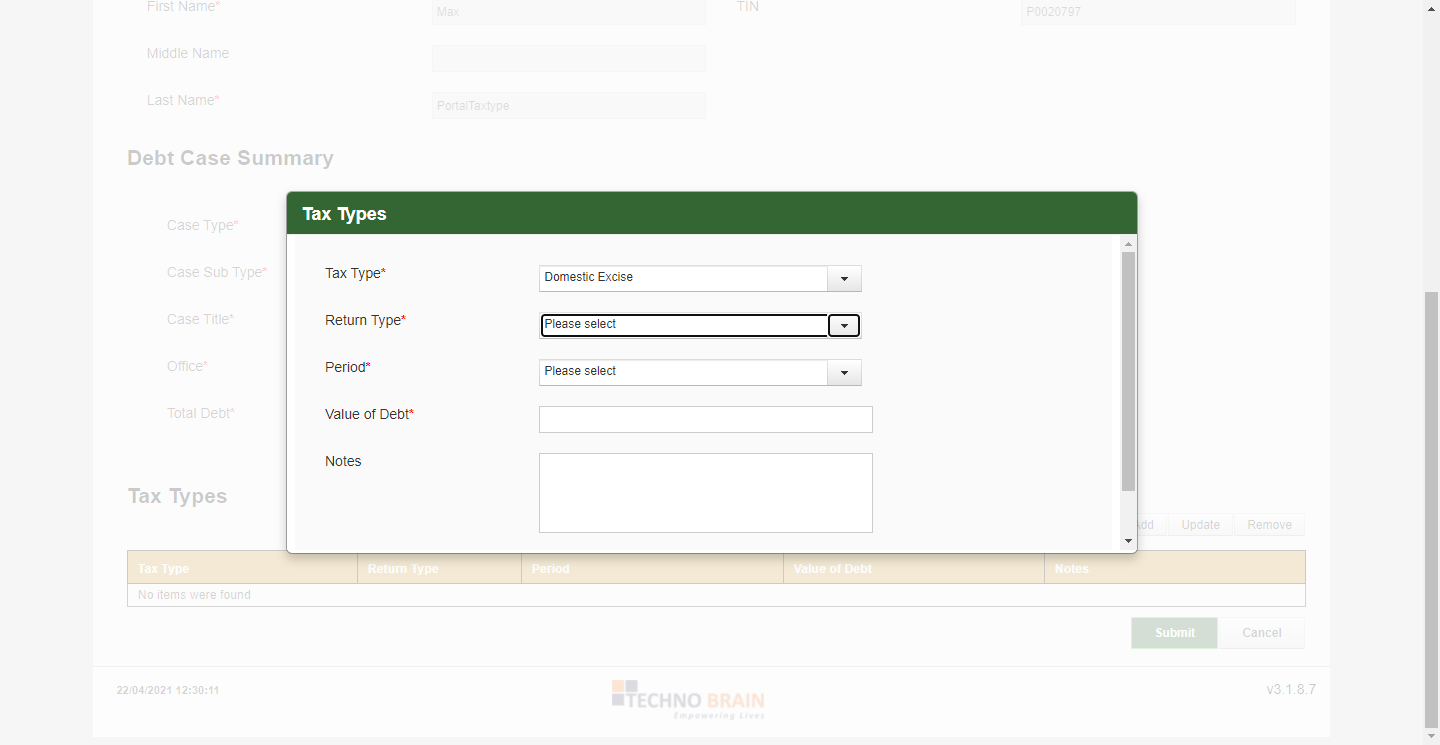 First Name* Max TIN P0020797
Middle Name
Last Name* PortalTaxtype
Debt Case Summary
Case Type*
Case Sub Type*
Case Title*
Office*
Total Debt*
Tax Types
Tax Type* Domestic Excise
Return Type* Please select
Period* Please select
Value of Debt*
Notes
Tax Types
Update Remove
Tax Type Return Type Period Value of Debt Notes
No items were found
Submit Cancel
22/04/2021 12:30:11 TECHNO BRAIN v3.1.8.7
Empowering Lives